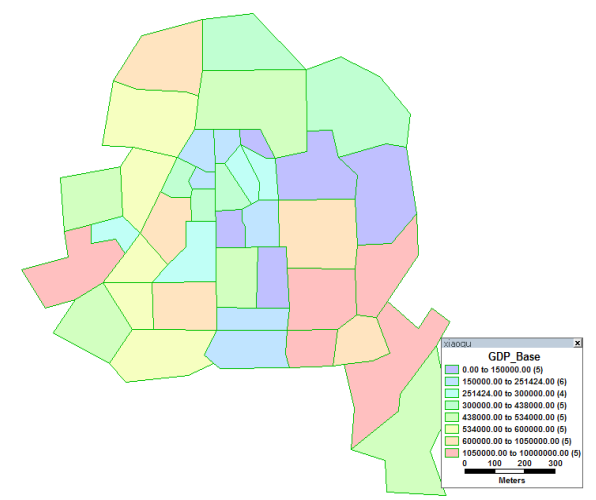 xiaoqu
GDP_Base
0.00 to 150000.00 (5)
150000.00 to 251424.00 (6)
251424.00 to 300000.00 (4)
300000.00 to 438000.00 (5)
438000.00 to 534000.00 (5)
534000.00 to 600000.00 (5)
600000.00 to 1050000.00 (5)
1050000.00 to 10000000.00 (5)
0 100 200 300
Meters